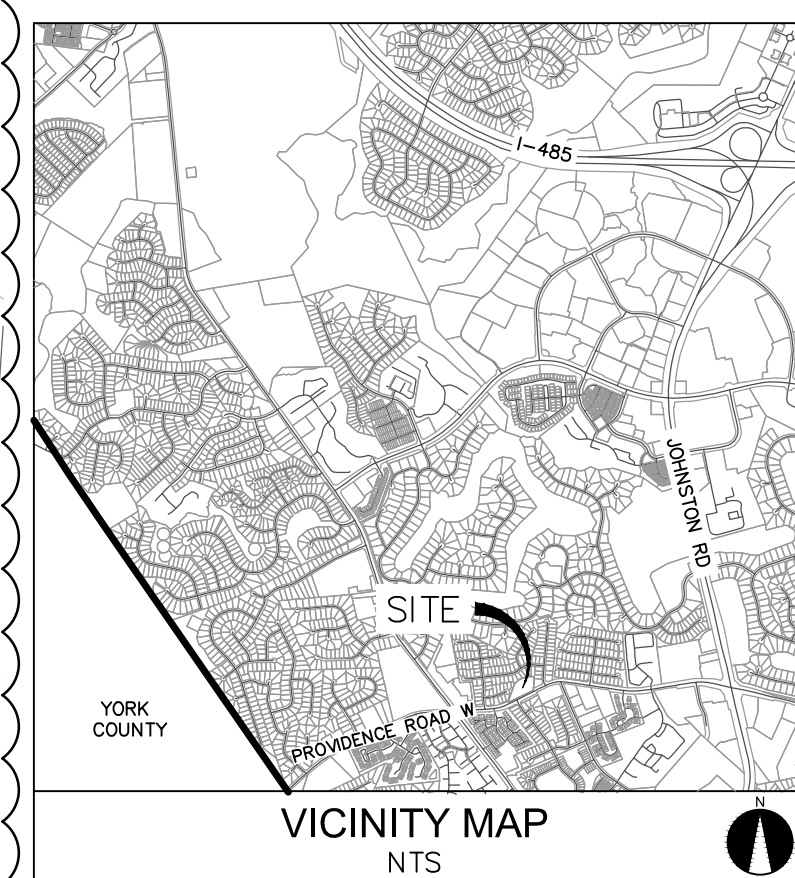 I-485
JOHNSTON RD
SITE
YORK
COUNTY
PROVIDENCE ROAD W
VICINITY MAP
NTS
N